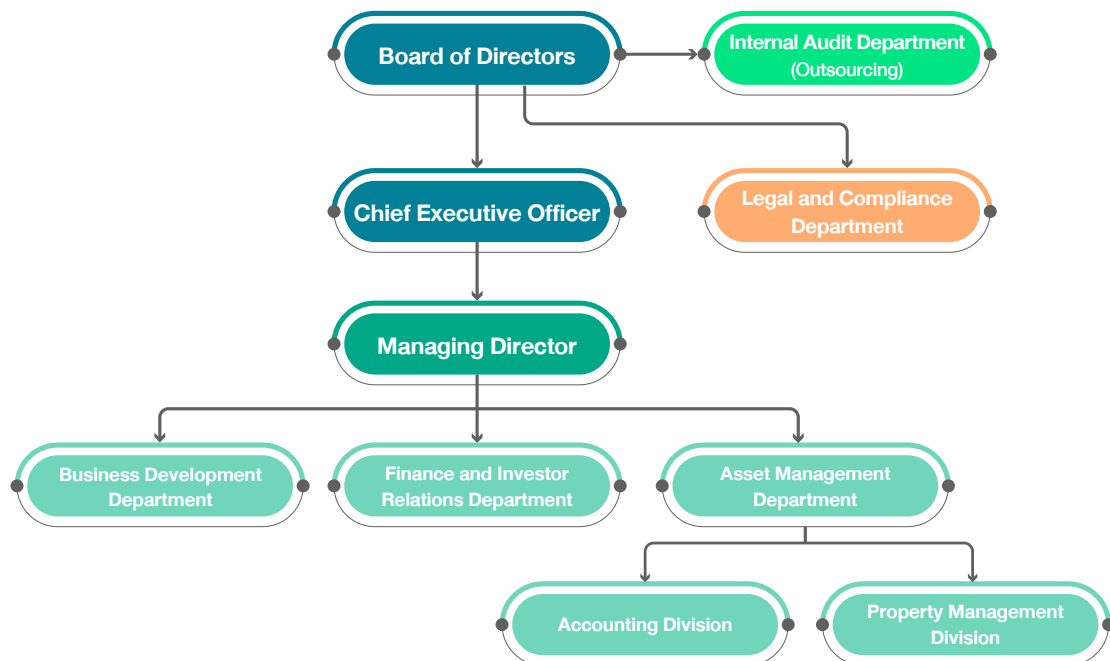 Board of Directors
Internal Audit Department
(Outsourcing)
Chief Executive Officer
Legal and Compliance
Department
Managing Director
Business Development
Department
Finance and Investor
Relations Department
Asset Management
Department
Accounting Division
Property Management
Division